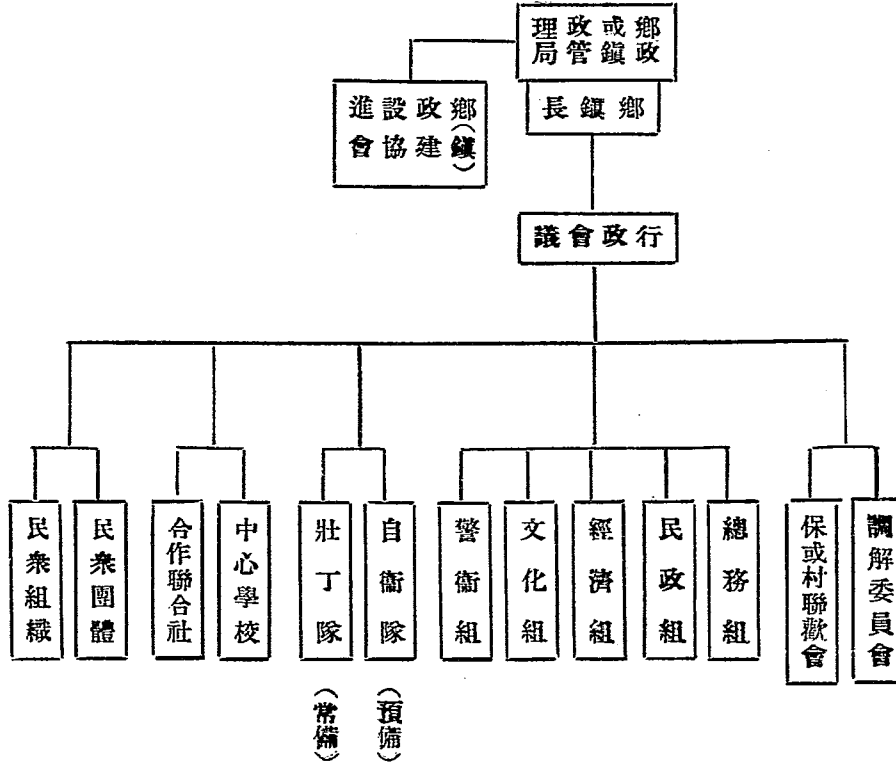 鄉政
或鎮
政管
理局
鄉鎮長
鄉(鎮)
政建
設協
進會
行政會議
調解委員會
保或村聯歡會
總務組
民政組
經濟組
文化組
警衞組
自衞隊(預備)
壯丁隊(常備)
中心學校
合作聯合社
民衆團體
民衆組織